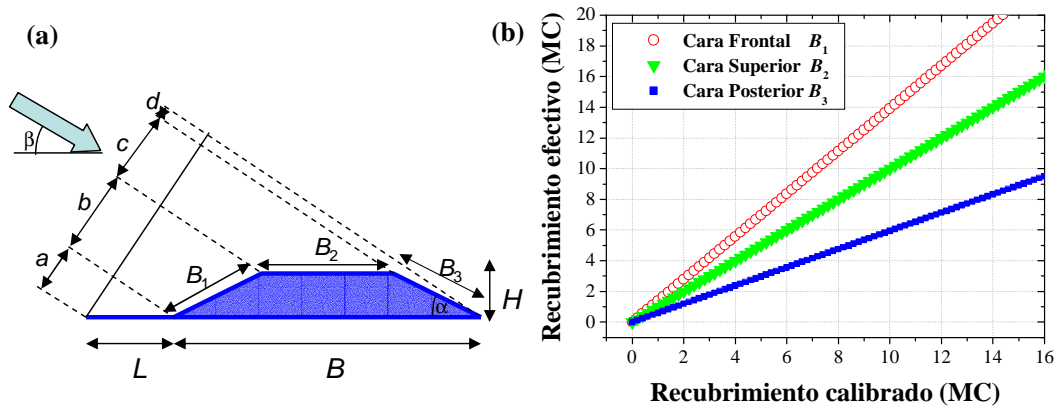 (a)
β
a
b
c
d
B1
B2
B3
α
H
L
B
(b)
Recubrimiento efectivo (MC)
20
18
16
14
12
10
8
6
4
2
0
Cara Frontal B1
Cara Superior B2
Cara Posterior B3
0 2 4 6 8 10 12 14 16
Recubrimiento calibrado (MC)